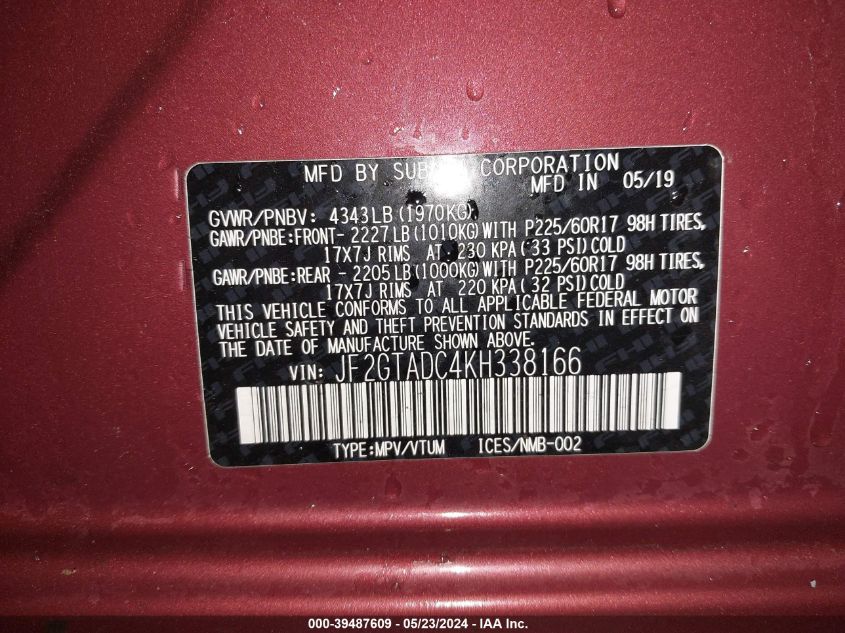 MFD BY SUB CORPORATION
MFD IN 05/19
GVWR/PNBV: 4343LB(1970KG)
GAWR/PNBE:FRONT- 2227LB(1010KG)WITH P225/60R17 98H TIRES,
17X7J RIMS AT 230 KPA(33 PSI)COLD
GAWR/PNBE:REAR - 2205LB(1000KG)WITH P225/60R17 98H TIRES,
17X7J RIMS AT 220 KPA(32 PSI)COLD
THIS VEHICLE CONFORMS TO ALL APPLICABLE FEDERAL MOTOR
VEHICLE SAFETY AND THEFT PREVENTION STANDARDS IN EFFECT ON
THE DATE OF MANUFACTURE SHOWN ABOVE.
VIN: JF2GTADC4KH338166
TYPE:MPV/VTUM ICES/NMB-002
000-39487609 - 05/23/2024 - IAA Inc.